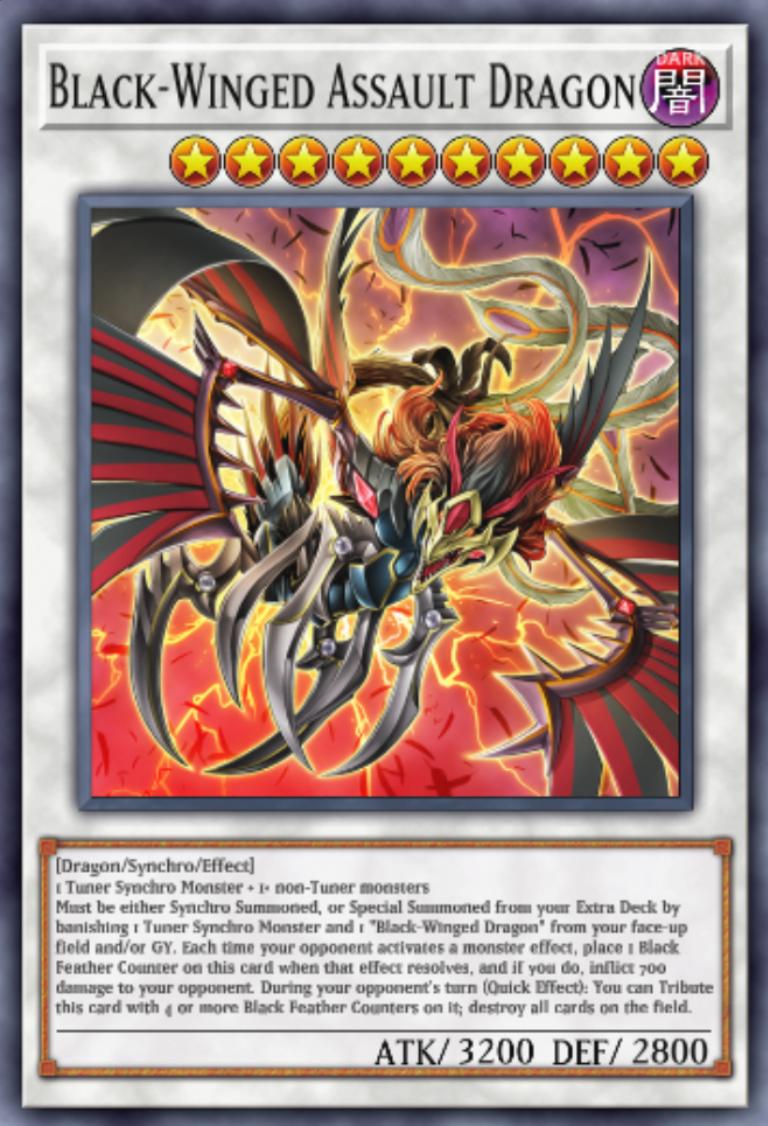 BLACK-WINGED ASSAULT DRAGON
DARK
闇
[Dragon/Synchro/Effect]
1 Tuner Synchro Monster + 1+ non-Tuner monsters
Must be either Synchro Summoned, or Special Summoned from your Extra Deck by
banishing 1 Tuner Synchro Monster and 1 "Black-Winged Dragon" from your face-up
field and/or GY. Each time your opponent activates a monster effect, place 1 Black
Feather Counter on this card when that effect resolves, and if you do, inflict 700
damage to your opponent. During your opponent's turn (Quick Effect): You can Tribute
this card with 4 or more Black Feather Counters on it; destroy all cards on the field.
ATK/ 3200 DEF/ 2800